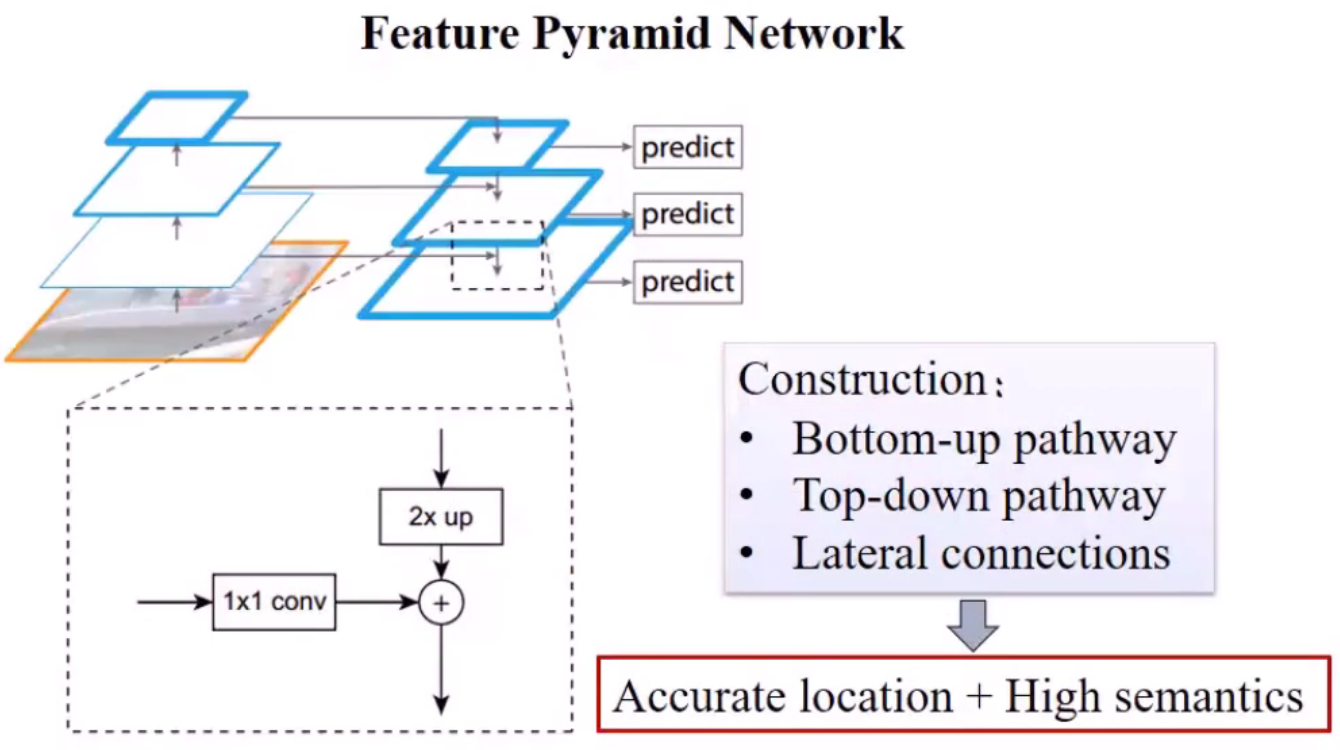 Feature Pyramid Network
predict
predict
predict
2x up
1x1 conv
+
Construction：
• Bottom-up pathway
• Top-down pathway
• Lateral connections
Accurate location + High semantics